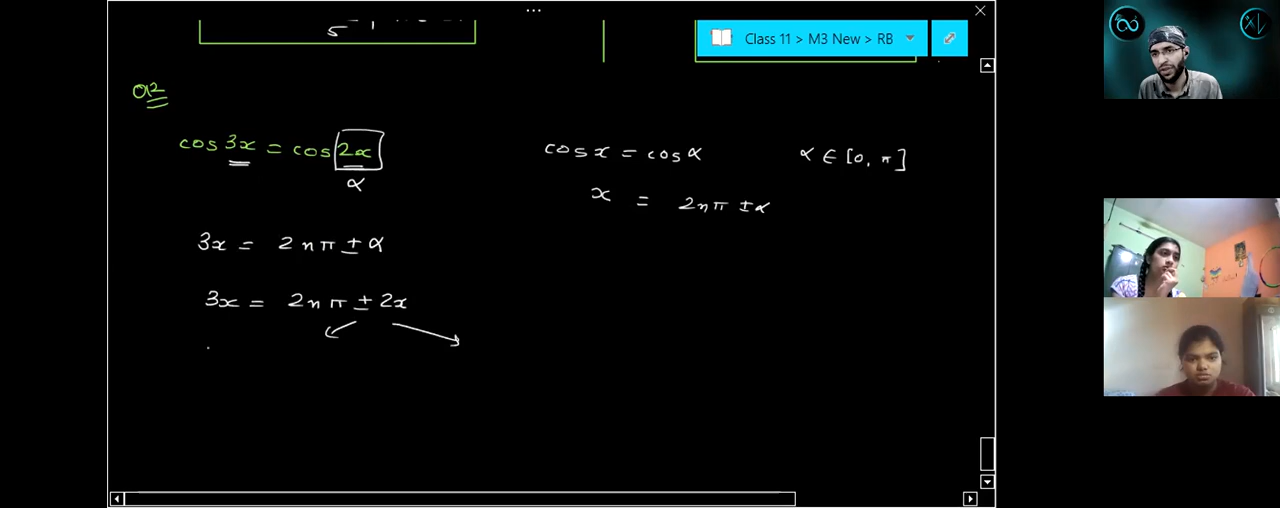 ...
5
Class 11 > M3 New > RB
Q2
cos 3x = cos 2x
α
cos x = cos α
α ∈ [0, π]
x = 2nπ ± α
3x = 2nπ ± α
3x = 2nπ ± 2x